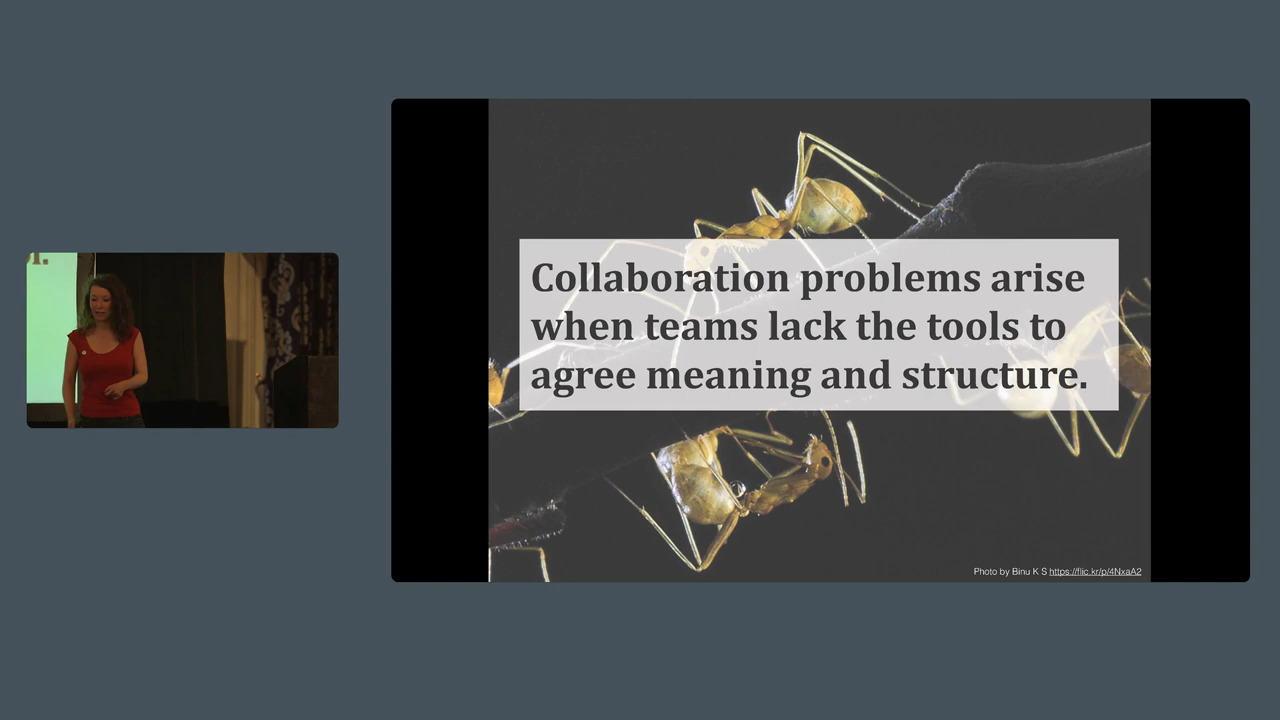 Collaboration problems arise
when teams lack the tools to
agree meaning and structure.
Photo by Binu K S https://flic.kr/p/4NxaA2